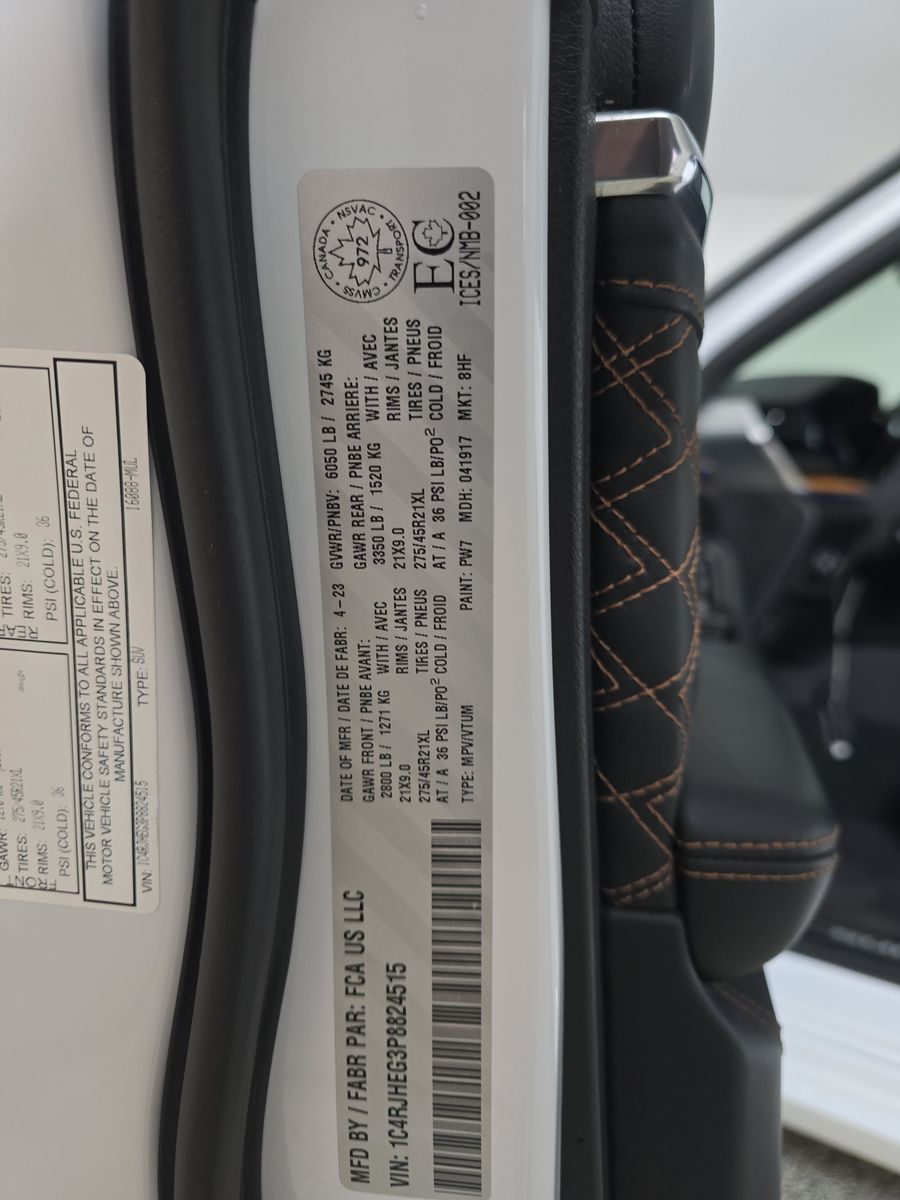 TIRES:
RIMS: 21X9.0
PSI (COLD): 36
GAWR:
TIRES: 275/45R21XL
RIMS: 21X9.0
PSI (COLD): 36
THIS VEHICLE CONFORMS TO ALL APPLICABLE U.S. FEDERAL
MOTOR VEHICLE SAFETY STANDARDS IN EFFECT ON THE DATE OF
MANUFACTURE SHOWN ABOVE.
VIN: 1C4RJHEG3P8824515 TYPE: SUV 16088-MUL
MFD BY / FABR PAR: FCA US LLC
VIN: 1C4RJHEG3P8824515
DATE OF MFR / DATE DE FABR: 4-23 GVWR/PNBV: 6050 LB / 2745 KG
GAWR FRONT / PNBE AVANT:
2800 LB / 1271 KG WITH / AVEC
21X9.0 RIMS / JANTES
275/45R21XL TIRES / PNEUS
AT / A 36 PSI LB/PO² COLD / FROID
GAWR REAR / PNBE ARRIERE:
3350 LB / 1520 KG WITH / AVEC
21X9.0 RIMS / JANTES
275/45R21XL TIRES / PNEUS
AT / A 36 PSI LB/PO² COLD / FROID
TYPE: MPV/VTUM PAINT: PW7 MDH: 041917 MKT: 8HF
CANADA • NSVAC • TRANSPORT • CMVSS
972
EC
ICES/NMB-002